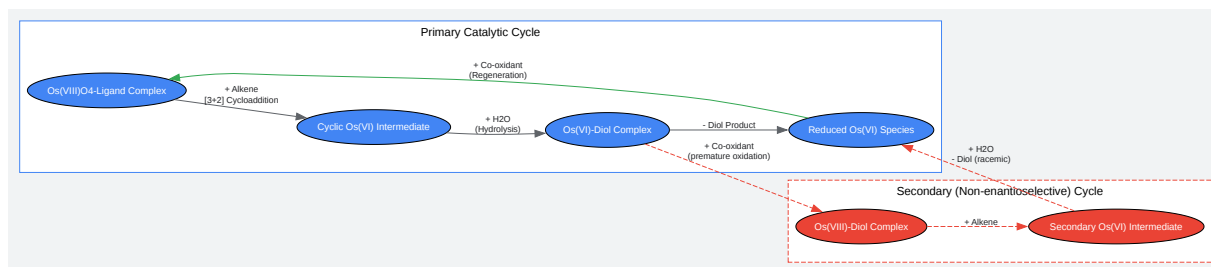 Primary Catalytic Cycle
+ Co-oxidant
(Regeneration)
Os(VIII)O4-Ligand Complex
+ Alkene
[3+2] Cycloaddition
Cyclic Os(VI) Intermediate
+ H2O
(Hydrolysis)
Os(VI)-Diol Complex
- Diol Product
Reduced Os(VI) Species
+ Co-oxidant
(premature oxidation)
+ H2O
- Diol (racemic)
Secondary (Non-enantioselective) Cycle
Os(VIII)-Diol Complex
+ Alkene
Secondary Os(VI) Intermediate